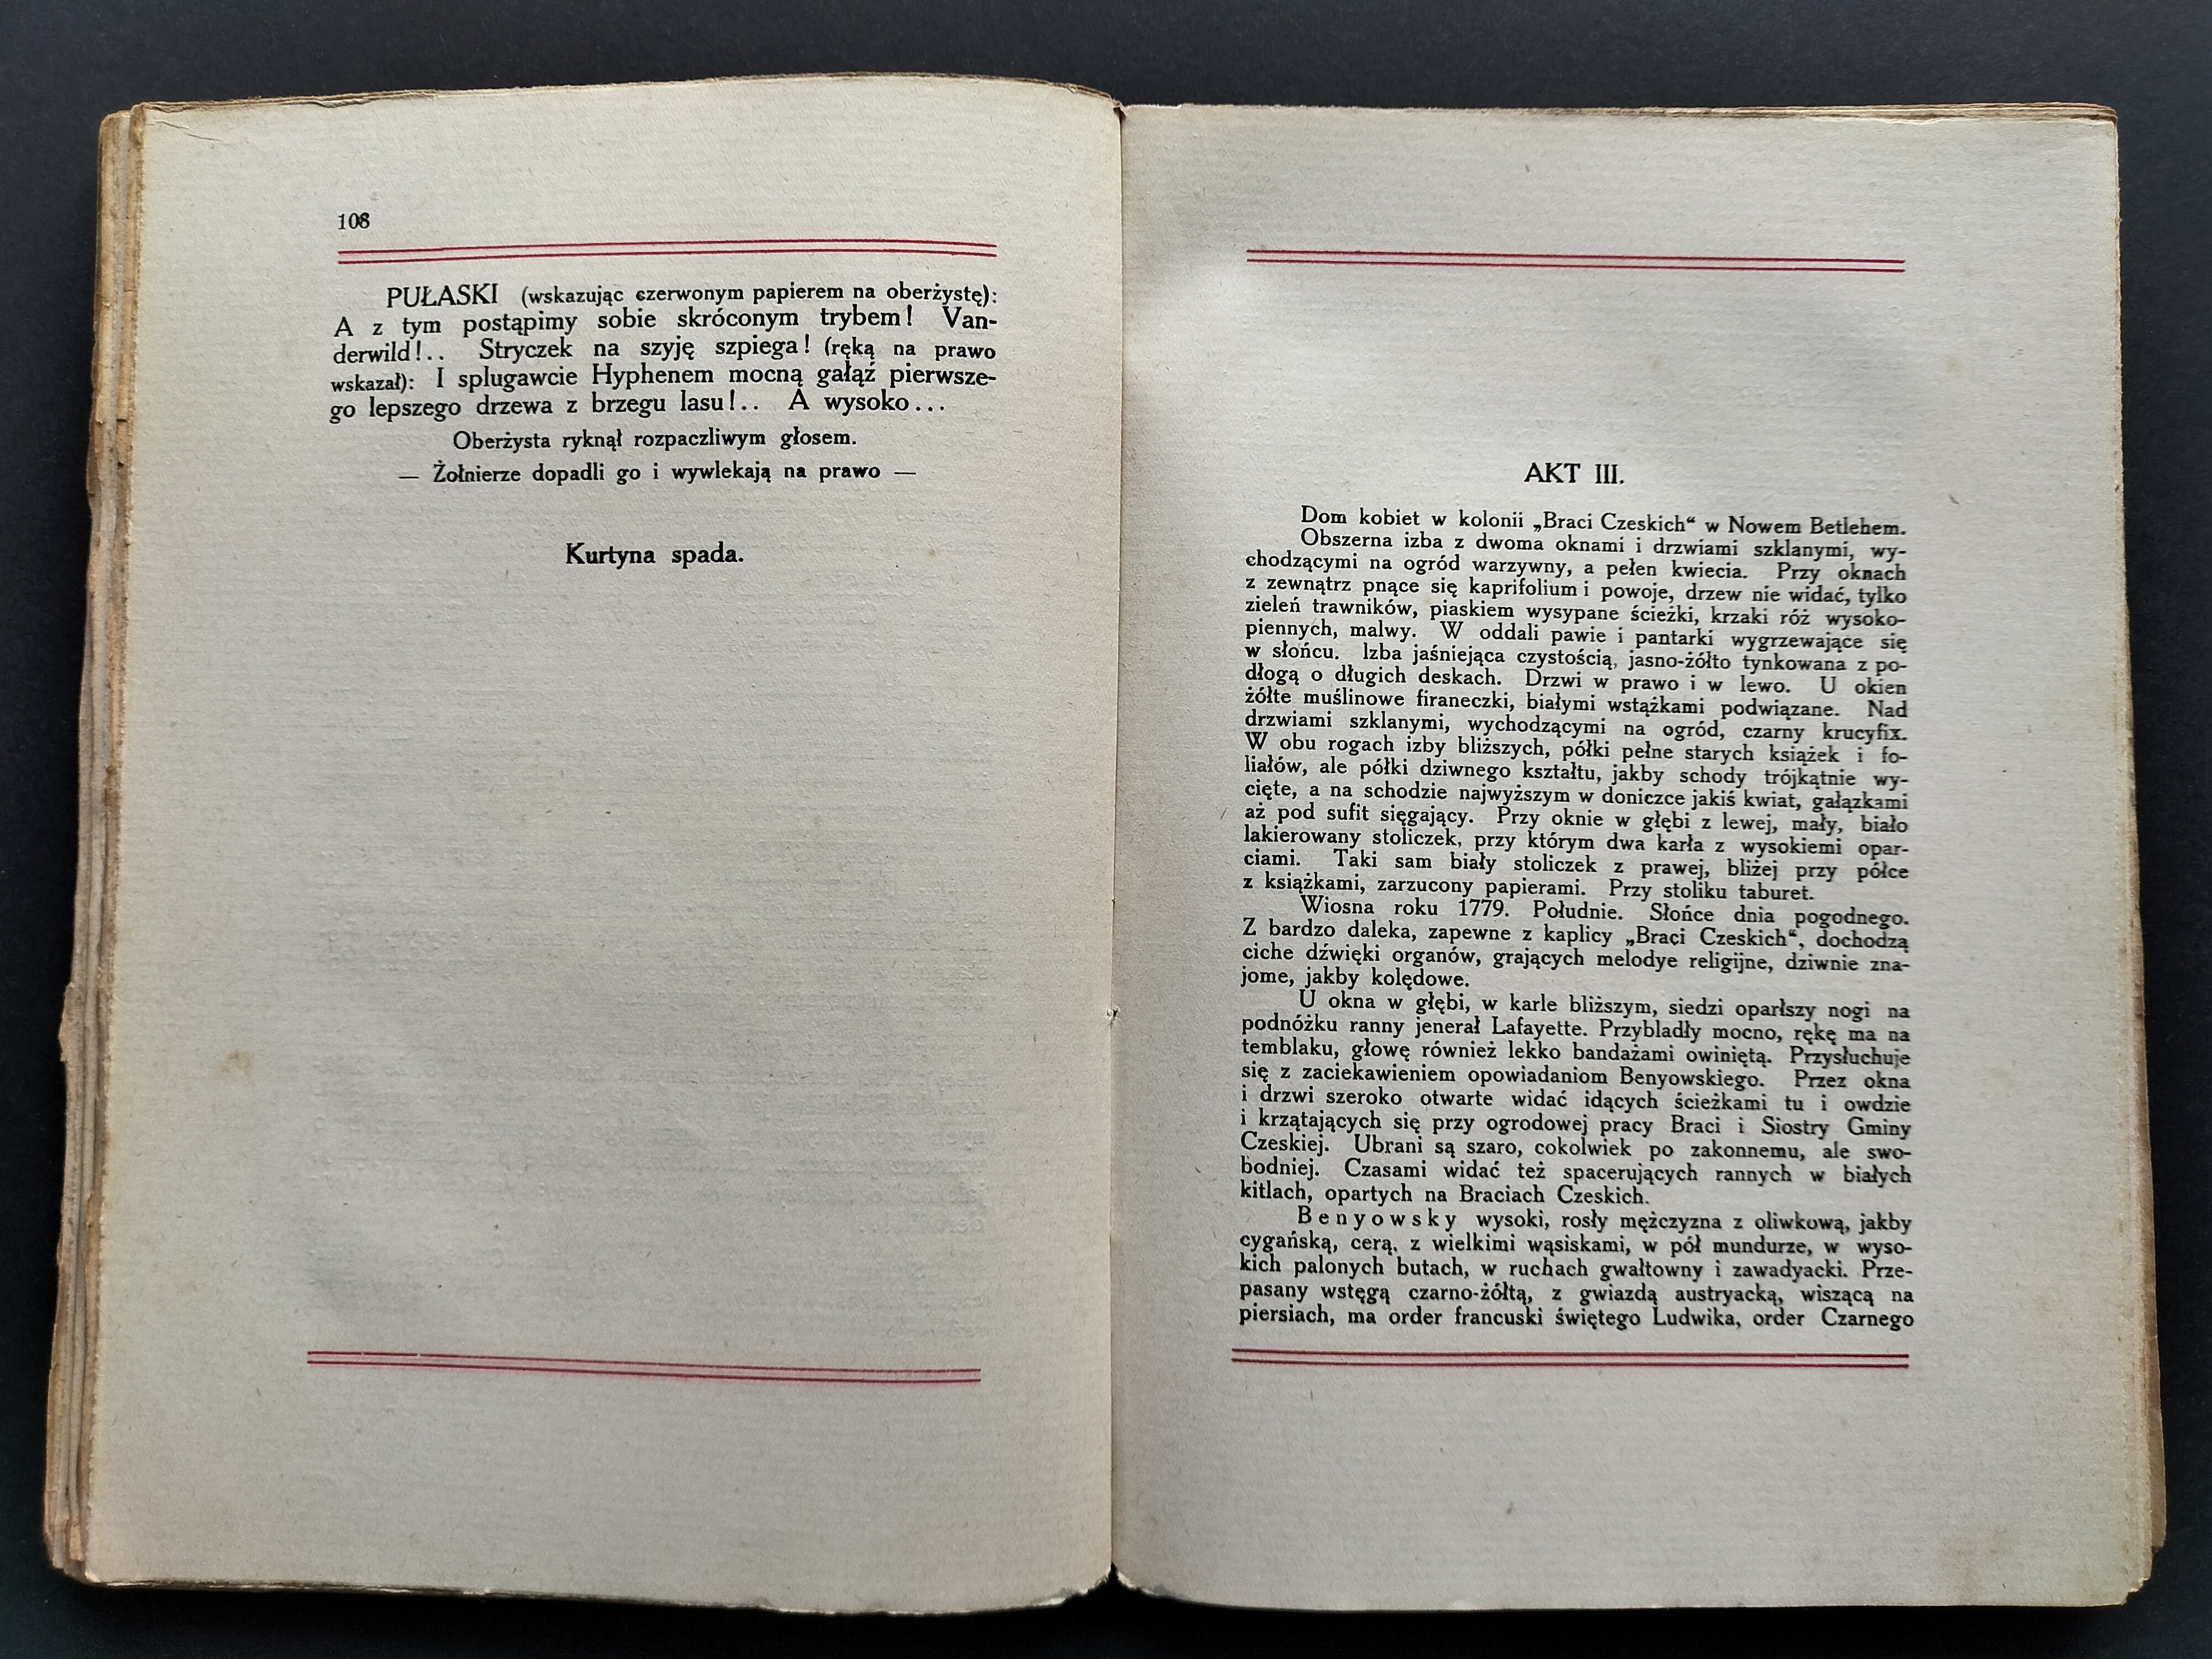 108
PUŁASKI (wskazując czerwonym papierem na oberżystę):
A z tym postąpimy sobie skróconym trybem! Van-
derwild!.. Stryczek na szyję szpiega! (ręką na prawo
wskazał): I splugawcie Hyphenem mocną gałąź pierwsze-
go lepszego drzewa z brzegu lasu!.. A wysoko...
Oberżysta ryknął rozpaczliwym głosem.
— Żołnierze dopadli go i wywlekają na prawo —
Kurtyna spada.
AKT III.
Dom kobiet w kolonii „Braci Czeskich“ w Nowem Betlehem.
Obszerna izba z dwoma oknami i drzwiami szklanymi, wy-
chodzącymi na ogród warzywny, a pełen kwiecia. Przy oknach
z zewnątrz pnące się kaprifolium i powoje, drzew nie widać, tylko
zieleń trawników, piaskiem wysypane ścieżki, krzaki róż wysoko-
piennych, malwy. W oddali pawie i pantarki wygrzewające się
w słońcu. Izba jaśniejąca czystością, jasno-żółto tynkowana z po-
dłogą o długich deskach. Drzwi w prawo i w lewo. U okien
żółte muślinowe firaneczki, białymi wstążkami podwiązane. Nad
drzwiami szklanymi, wychodzącymi na ogród, czarny krucyfix.
W obu rogach izby bliższych, półki pełne starych książek i fo-
liałów, ale półki dziwnego kształtu, jakby schody trójkątnie wy-
cięte, a na schodzie najwyższym w doniczce jakiś kwiat, gałązkami
aż pod sufit sięgający. Przy oknie w głębi z lewej, mały, biało
lakierowany stoliczek, przy którym dwa karła z wysokiemi opar-
ciami. Taki sam biały stoliczek z prawej, bliżej przy półce
z książkami, zarzucony papierami. Przy stoliku taburet.
Wiosna roku 1779. Południe. Słońce dnia pogodnego.
Z bardzo daleka, zapewne z kaplicy „Braci Czeskich“, dochodzą
ciche dźwięki organów, grających melodye religijne, dziwnie zna-
jome, jakby kolędowe.
U okna w głębi, w karle bliższym, siedzi oparłszy nogi na
podnóżku ranny jenerał Lafayette. Przybladły mocno, rękę ma na
temblaku, głowę również lekko bandażami owiniętą. Przysłuchuje
się z zaciekawieniem opowiadaniom Benyowskiego. Przez okna
i drzwi szeroko otwarte widać idących ścieżkami tu i owdzie
i krzątających się przy ogrodowej pracy Braci i Siostry Gminy
Czeskiej. Ubrani są szaro, cokolwiek po zakonnemu, ale swo-
bodniej. Czasami widać też spacerujących rannych w białych
kitlach, opartych na Braciach Czeskich.
Benyowsky wysoki, rosły mężczyzna z oliwkową, jakby
cygańską, cerą, z wielkimi wąsiskami, w pół mundurze, w wyso-
kich palonych butach, w ruchach gwałtowny i zawadyacki. Prze-
pasany wstęgą czarno-żółtą, z gwiazdą austryacką, wiszącą na
piersiach, ma order francuski świętego Ludwika, order Czarnego